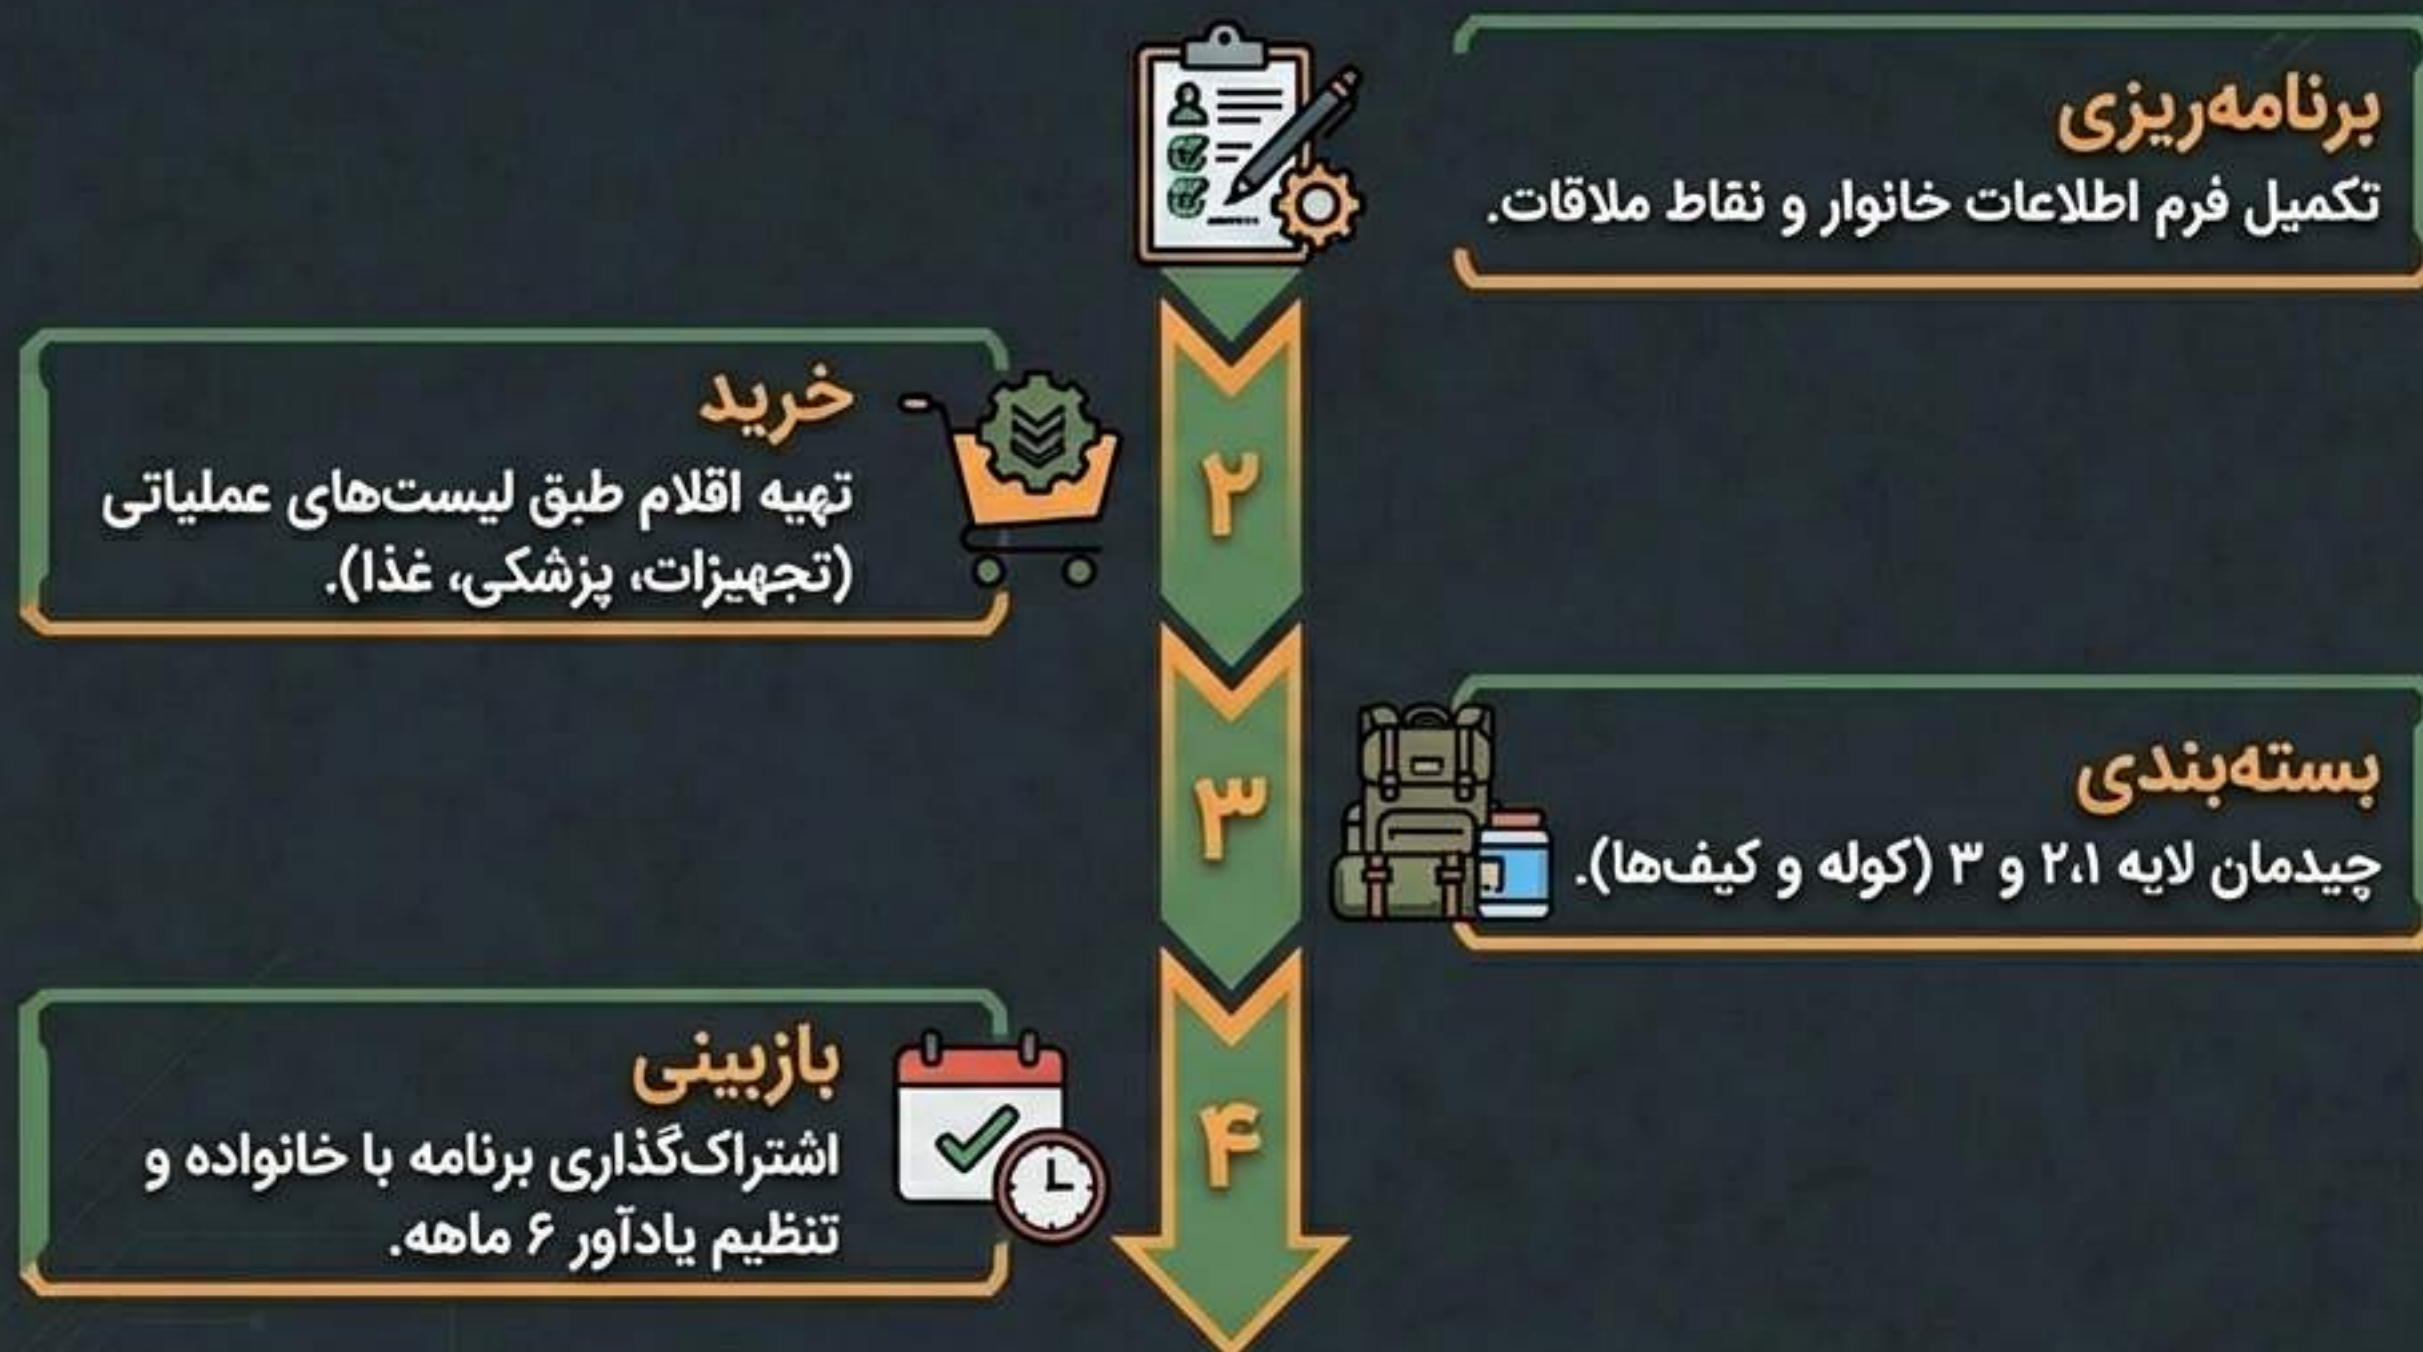 برنامه‌ریزی
تکمیل فرم اطلاعات خانوار و نقاط ملاقات.
۲
خرید
تهیه اقلام طبق لیست‌های عملیاتی
(تجهیزات، پزشکی، غذا).
۳
بسته‌بندی
چیدمان لایه ۲،۱ و ۳ (کوله و کیف‌ها).
۴
بازبینی
اشتراک‌گذاری برنامه با خانواده و
تنظیم یادآور ۶ ماهه.